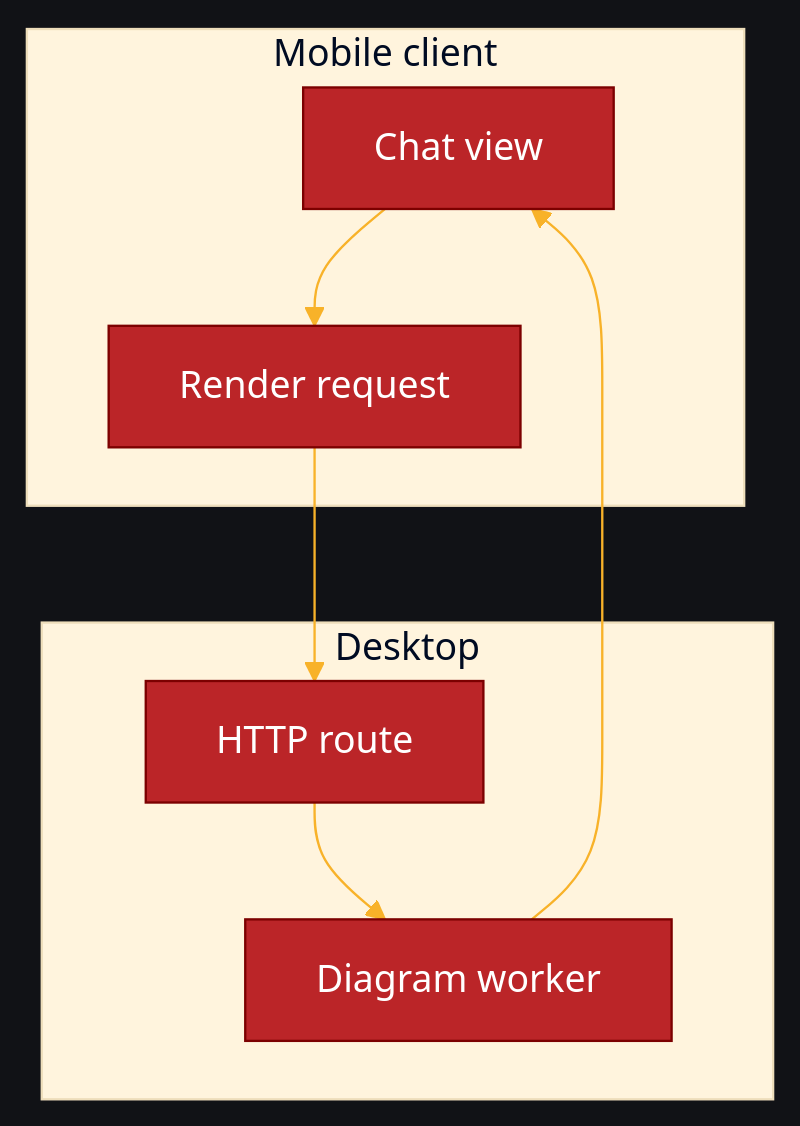 Mobile client
Chat view
Render request
Desktop
HTTP route
Diagram worker